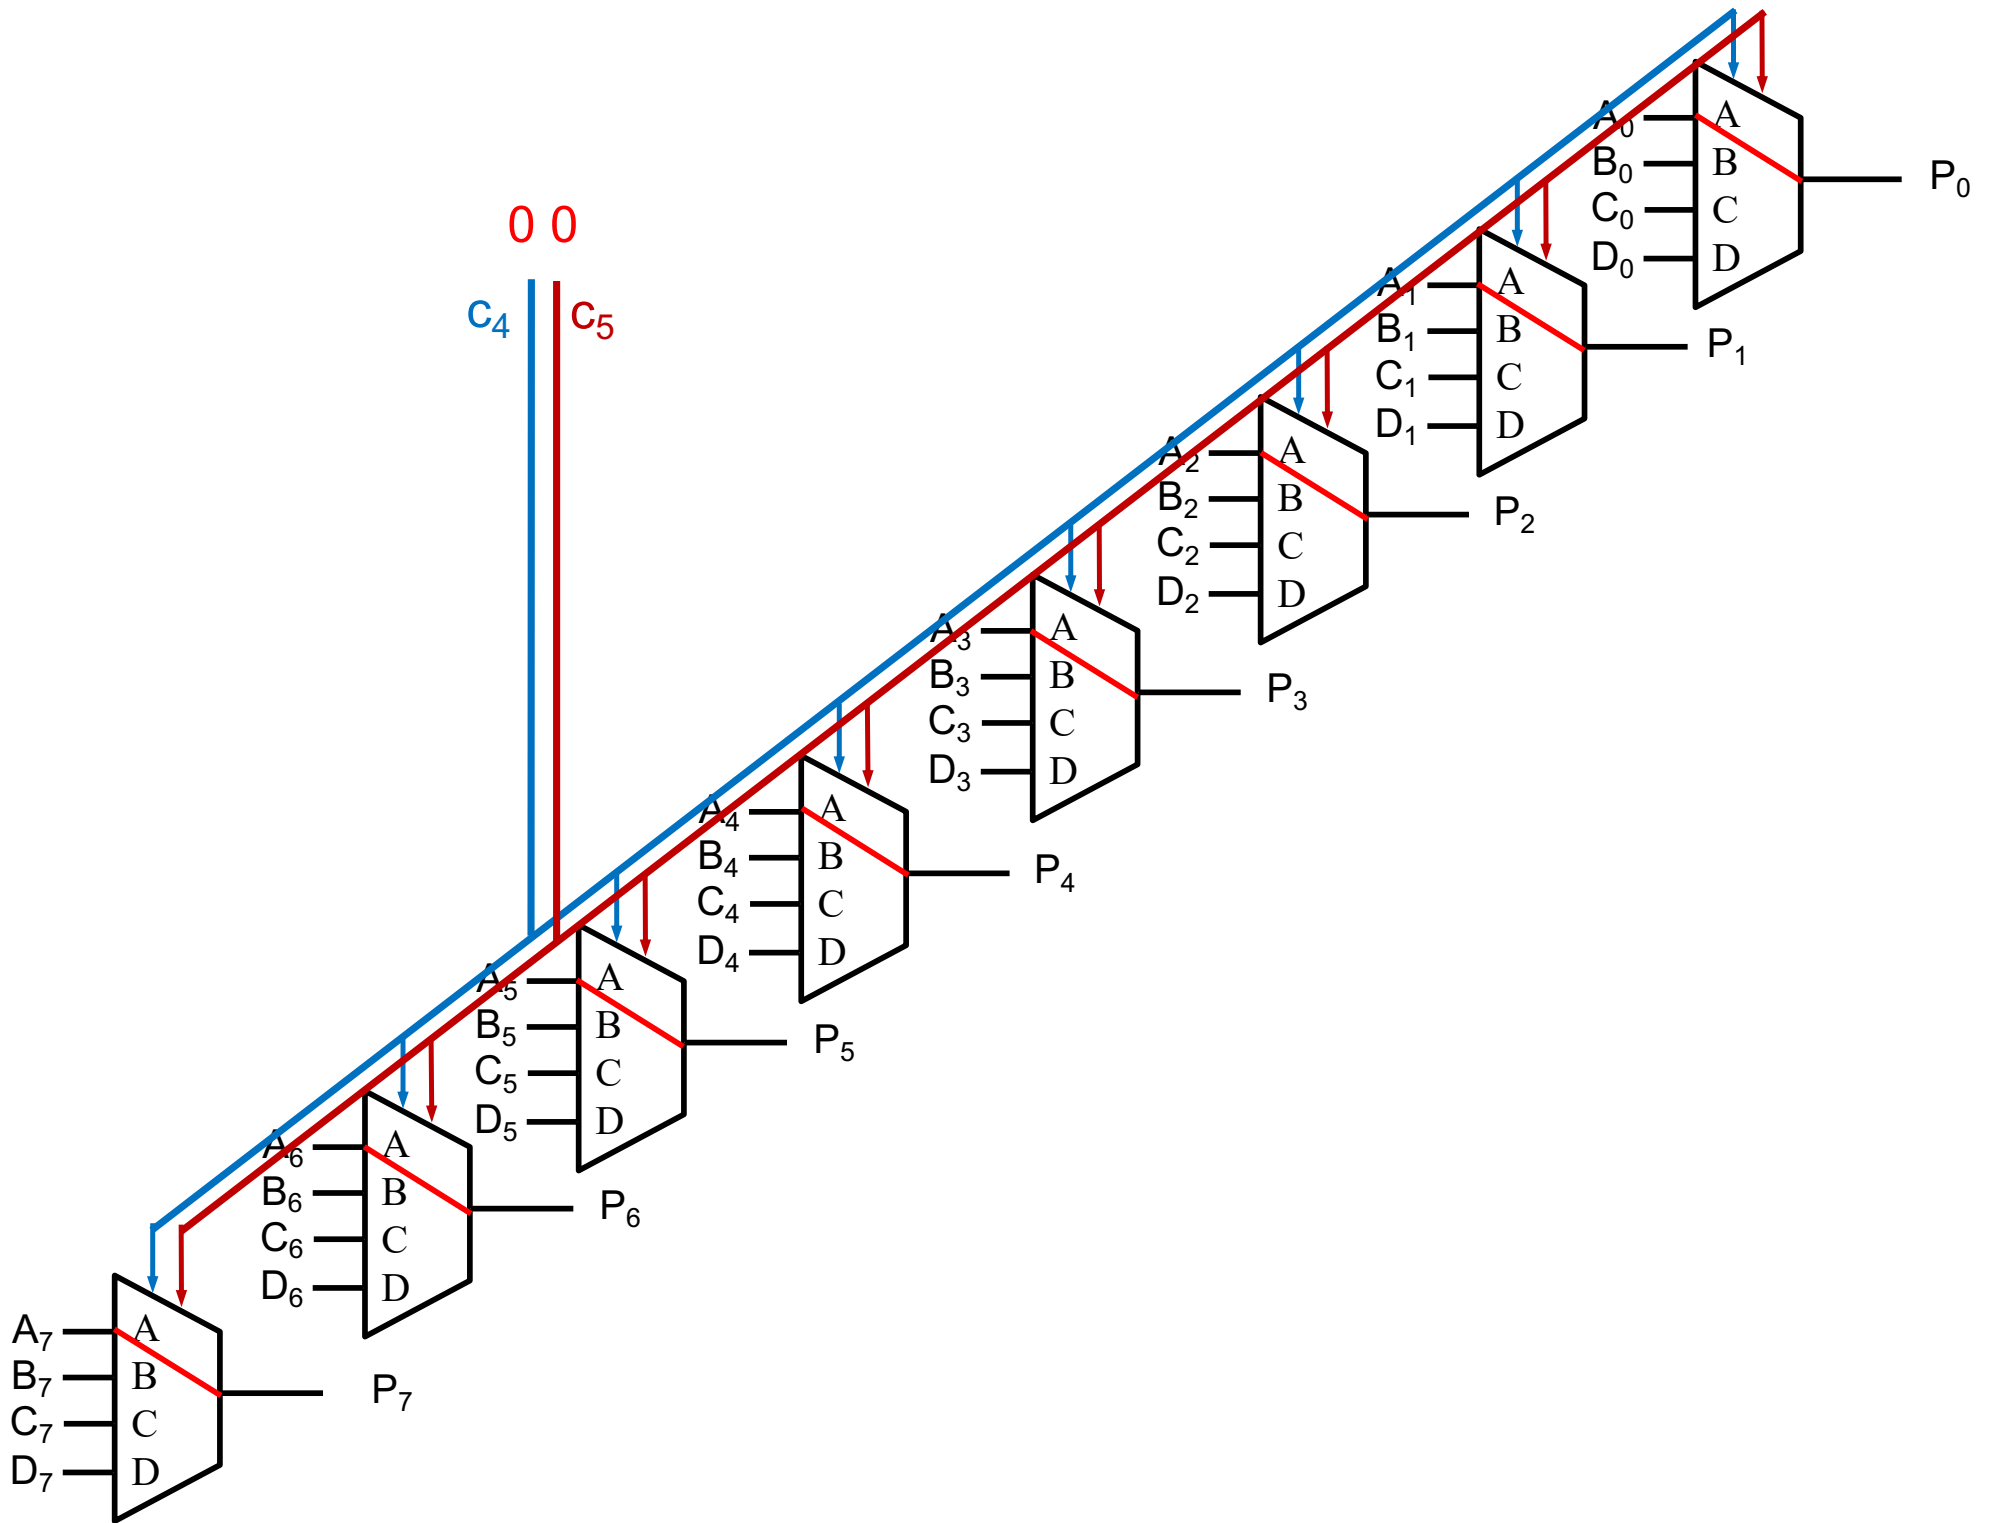 0 0
c4 c5
A0 A
B0 B
C0 C
D0 D
P0
A1 A
B1 B
C1 C
D1 D
P1
A2 A
B2 B
C2 C
D2 D
P2
A3 A
B3 B
C3 C
D3 D
P3
A4 A
B4 B
C4 C
D4 D
P4
A5 A
B5 B
C5 C
D5 D
P5
A6 A
B6 B
C6 C
D6 D
P6
A7 A
B7 B
C7 C
D7 D
P7